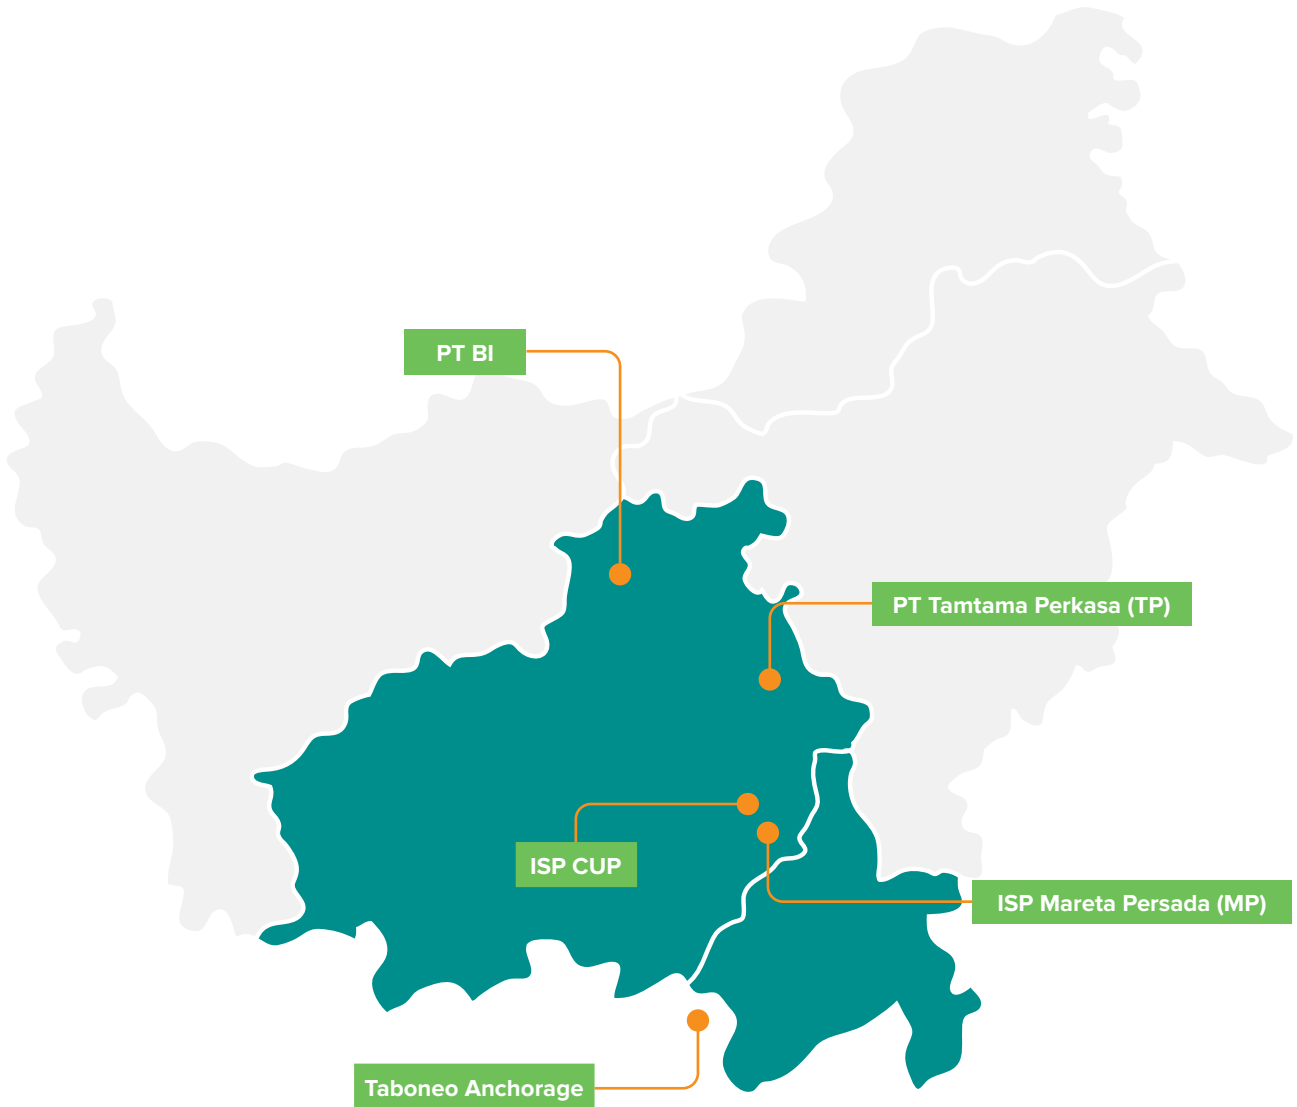 PT BI
PT Tamtama Perkasa (TP)
ISP CUP
ISP Mareta Persada (MP)
Taboneo Anchorage